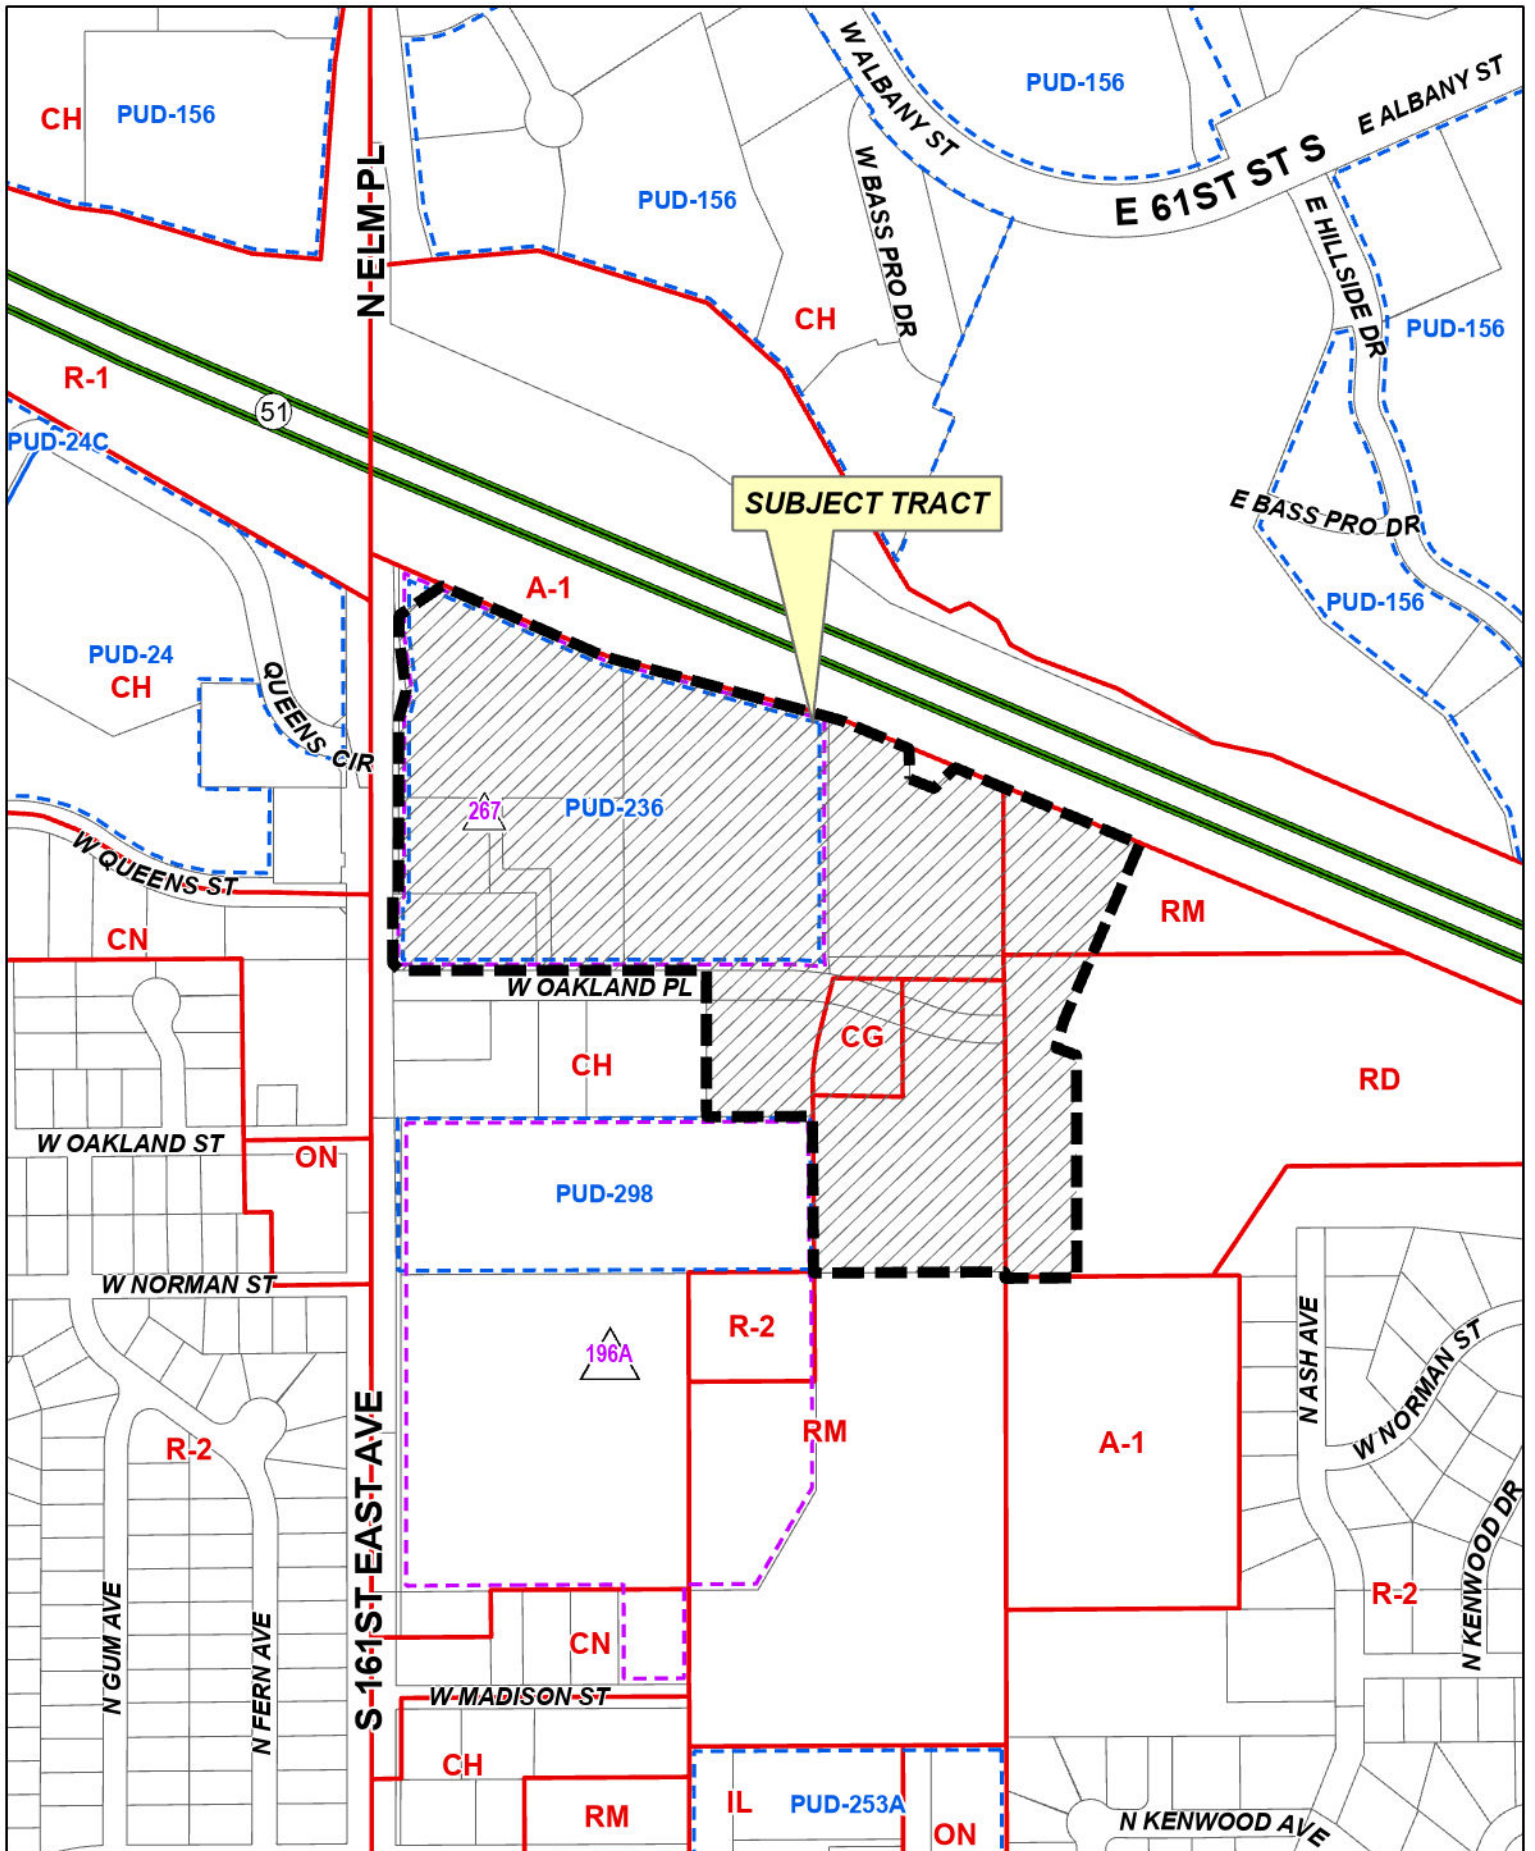 W ALBANY ST
PUD-156
E ALBANY ST
CH
PUD-156
E 61ST ST S
N ELM PL
PUD-156
W BASS PRO DR
E HILLSIDE DR
CH
PUD-156
R-1
51
PUD-24C
SUBJECT TRACT
E BASS PRO DR
A-1
PUD-156
PUD-24
CH
QUEENS CIR
267
PUD-236
W QUEENS ST
CN
RM
W OAKLAND PL
CG
CH
RD
W OAKLAND ST
ON
PUD-298
W NORMAN ST
R-2
196A
N ASH AVE
W NORMAN ST
RM
A-1
R-2
S 161ST EAST AVE
N KENWOOD DR
R-2
N GUM AVE
N FERN AVE
CN
W MADISON ST
CH
RM
IL
PUD-253A
ON
N KENWOOD AVE